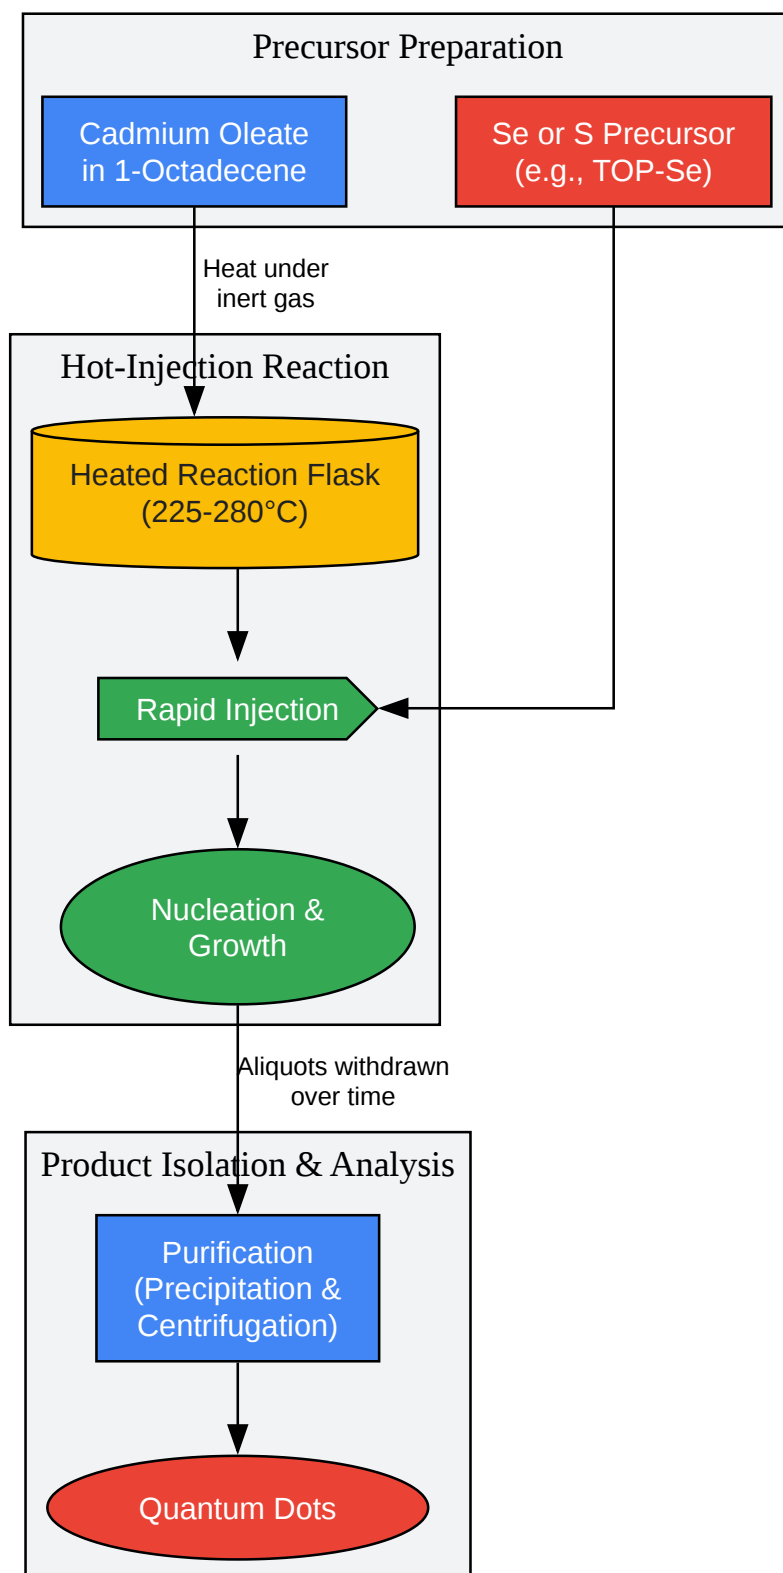 Precursor Preparation
Cadmium Oleate
in 1-Octadecene
Se or S Precursor
(e.g., TOP-Se)
Heat under
inert gas
Hot-Injection Reaction
Heated Reaction Flask
(225-280°C)
Rapid Injection
Nucleation &
Growth
Aliquots withdrawn
over time
Product Isolation & Analysis
Purification
(Precipitation &
Centrifugation)
Quantum Dots